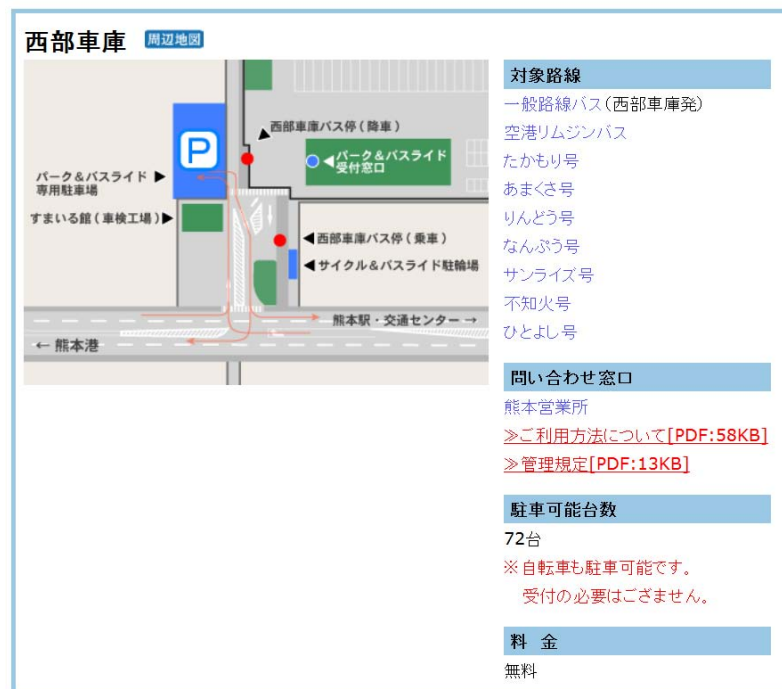 西部車庫 周辺地図
P
西部車庫バス停(降車)
パーク&バスライド
受付窓口
パーク&バスライド
専用駐車場
すまいる館(車検工場)
西部車庫バス停(乗車)
サイクル&バスライド駐輪場
熊本駅・交通センター →
← 熊本港
対象路線
一般路線バス(西部車庫発)
空港リムジンバス
たかもり号
あまくさ号
りんどう号
なんぷう号
サンライズ号
不知火号
ひとよし号
問い合わせ窓口
熊本営業所
≫ご利用方法について[PDF:58KB]
≫管理規定[PDF:13KB]
駐車可能台数
72台
※自転車も駐車可能です。
受付の必要はござません。
料 金
無料